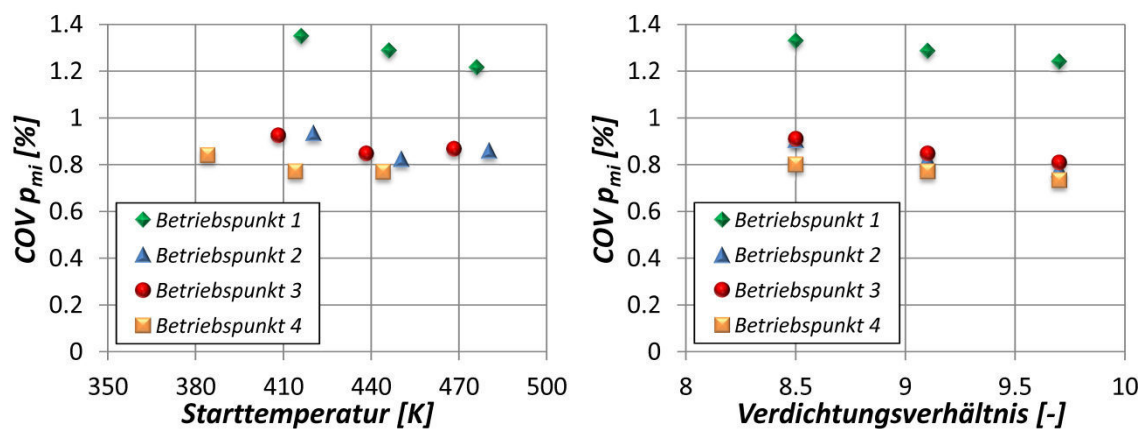 1.4
1.2
1
0.8
0.6
0.4
0.2
0
COV p_mi [%]
Betriebspunkt 1
Betriebspunkt 2
Betriebspunkt 3
Betriebspunkt 4
350 380 410 440 470 500
Starttemperatur [K]
1.4
1.2
1
0.8
0.6
0.4
0.2
0
COV p_mi [%]
Betriebspunkt 1
Betriebspunkt 2
Betriebspunkt 3
Betriebspunkt 4
8 8.5 9 9.5 10
Verdichtungsverhältnis [-]